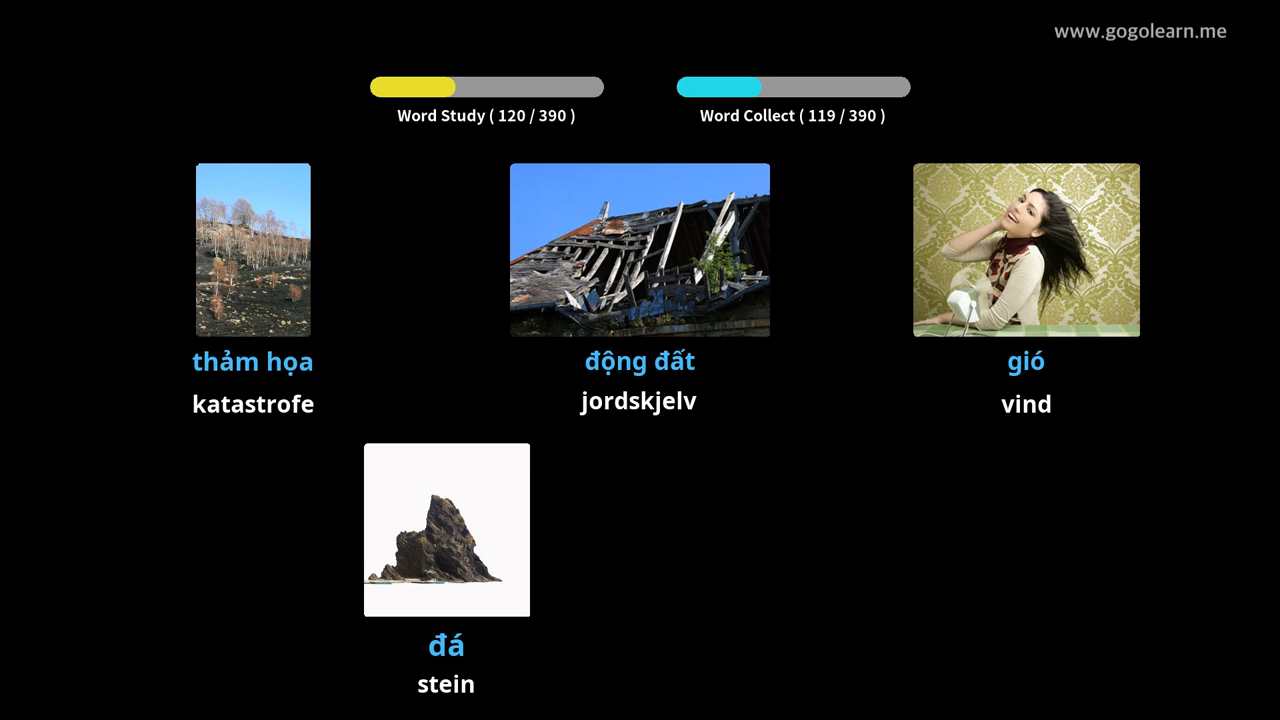 www.gogolearn.me
Word Study ( 120 / 390 )
Word Collect ( 119 / 390 )
thảm họa
động đất
gió
katastrofe
jordskjelv
vind
đá
stein